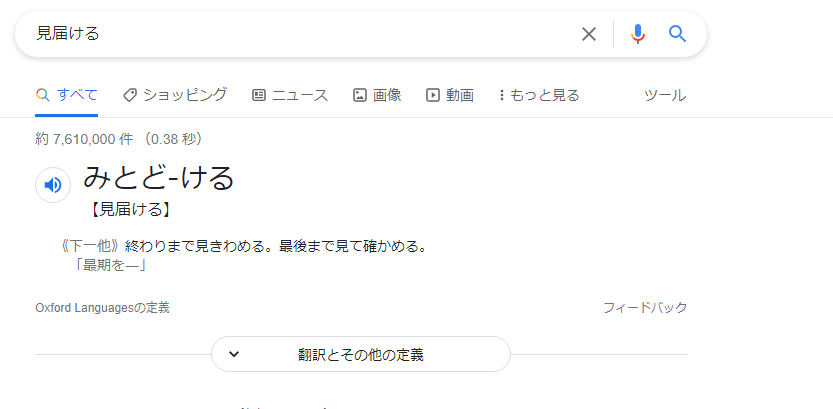 見届ける
すべて ショッピング ニュース 画像 動画 もっと見る ツール
約 7,610,000 件 （0.38 秒）
みとど-ける
【見届ける】
《下一他》終わりまで見きわめる。最後まで見て確かめる。
「最期を―」
Oxford Languagesの定義 フィードバック
翻訳とその他の定義